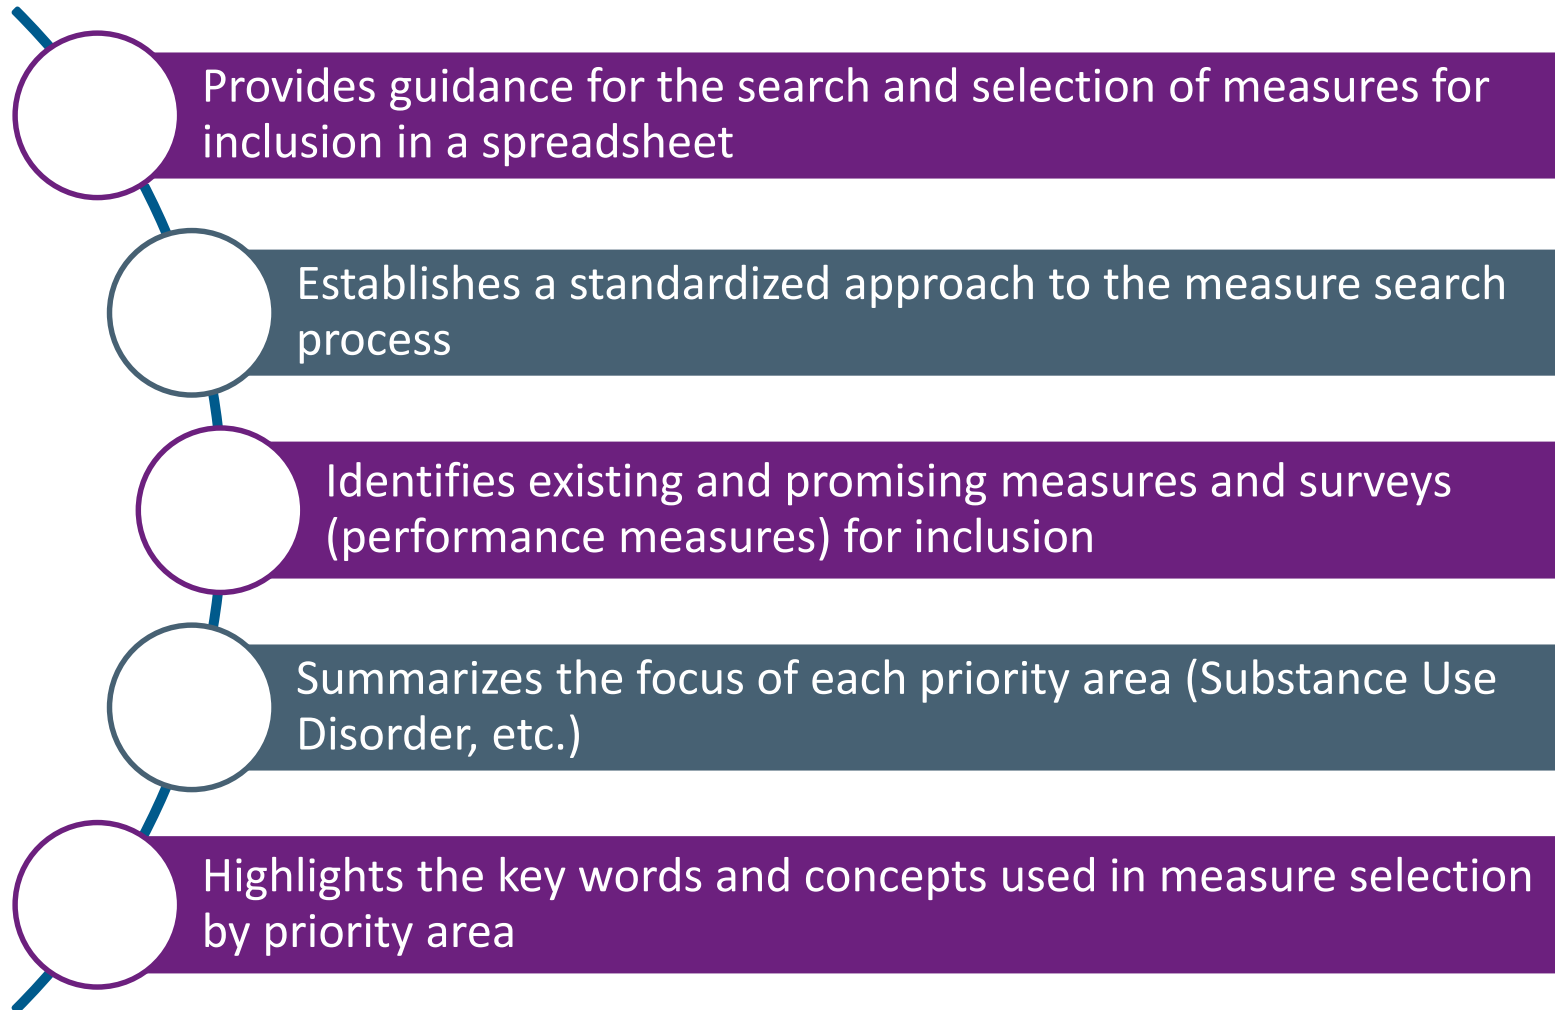 Provides guidance for the search and selection of measures for
inclusion in a spreadsheet
Establishes a standardized approach to the measure search
process
Identifies existing and promising measures and surveys
(performance measures) for inclusion
Summarizes the focus of each priority area (Substance Use
Disorder, etc.)
Highlights the key words and concepts used in measure selection
by priority area